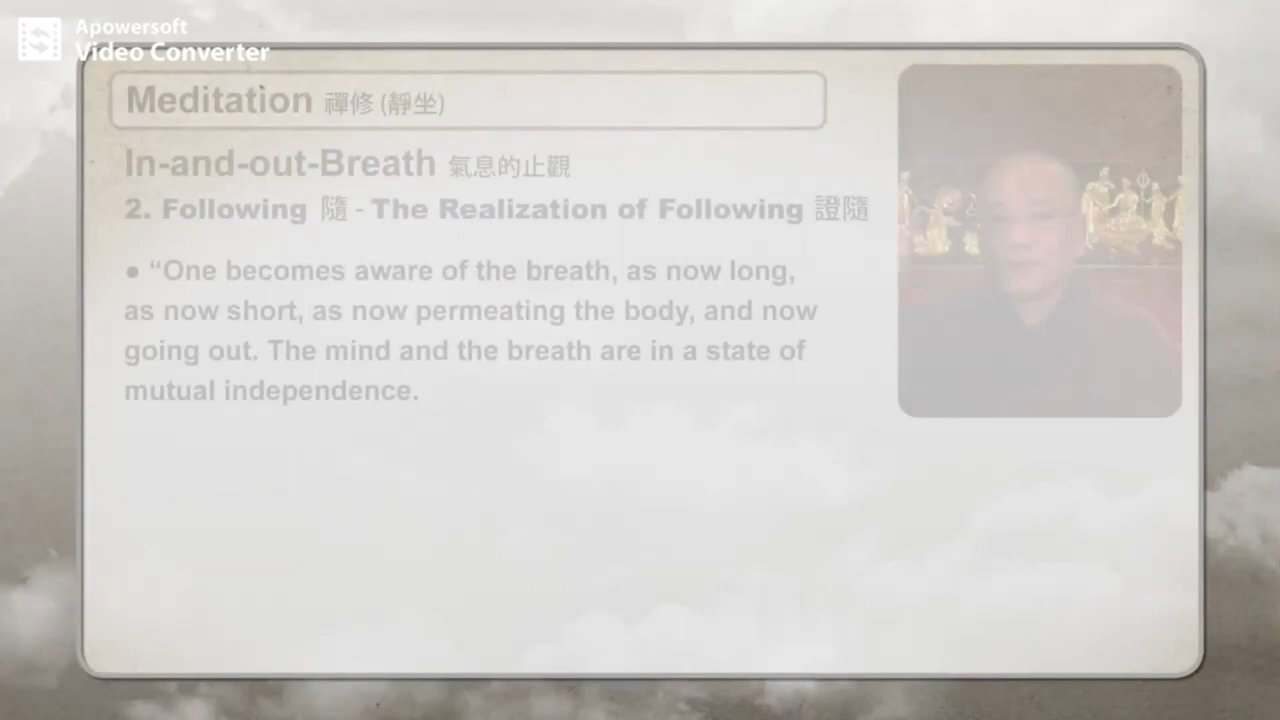 Apowersoft
Video Converter
Meditation 禪修 (靜坐)
In-and-out-Breath 氣息的止觀
2. Following 隨 - The Realization of Following 證隨
● “One becomes aware of the breath, as now long,
as now short, as now permeating the body, and now
going out. The mind and the breath are in a state of
mutual independence.